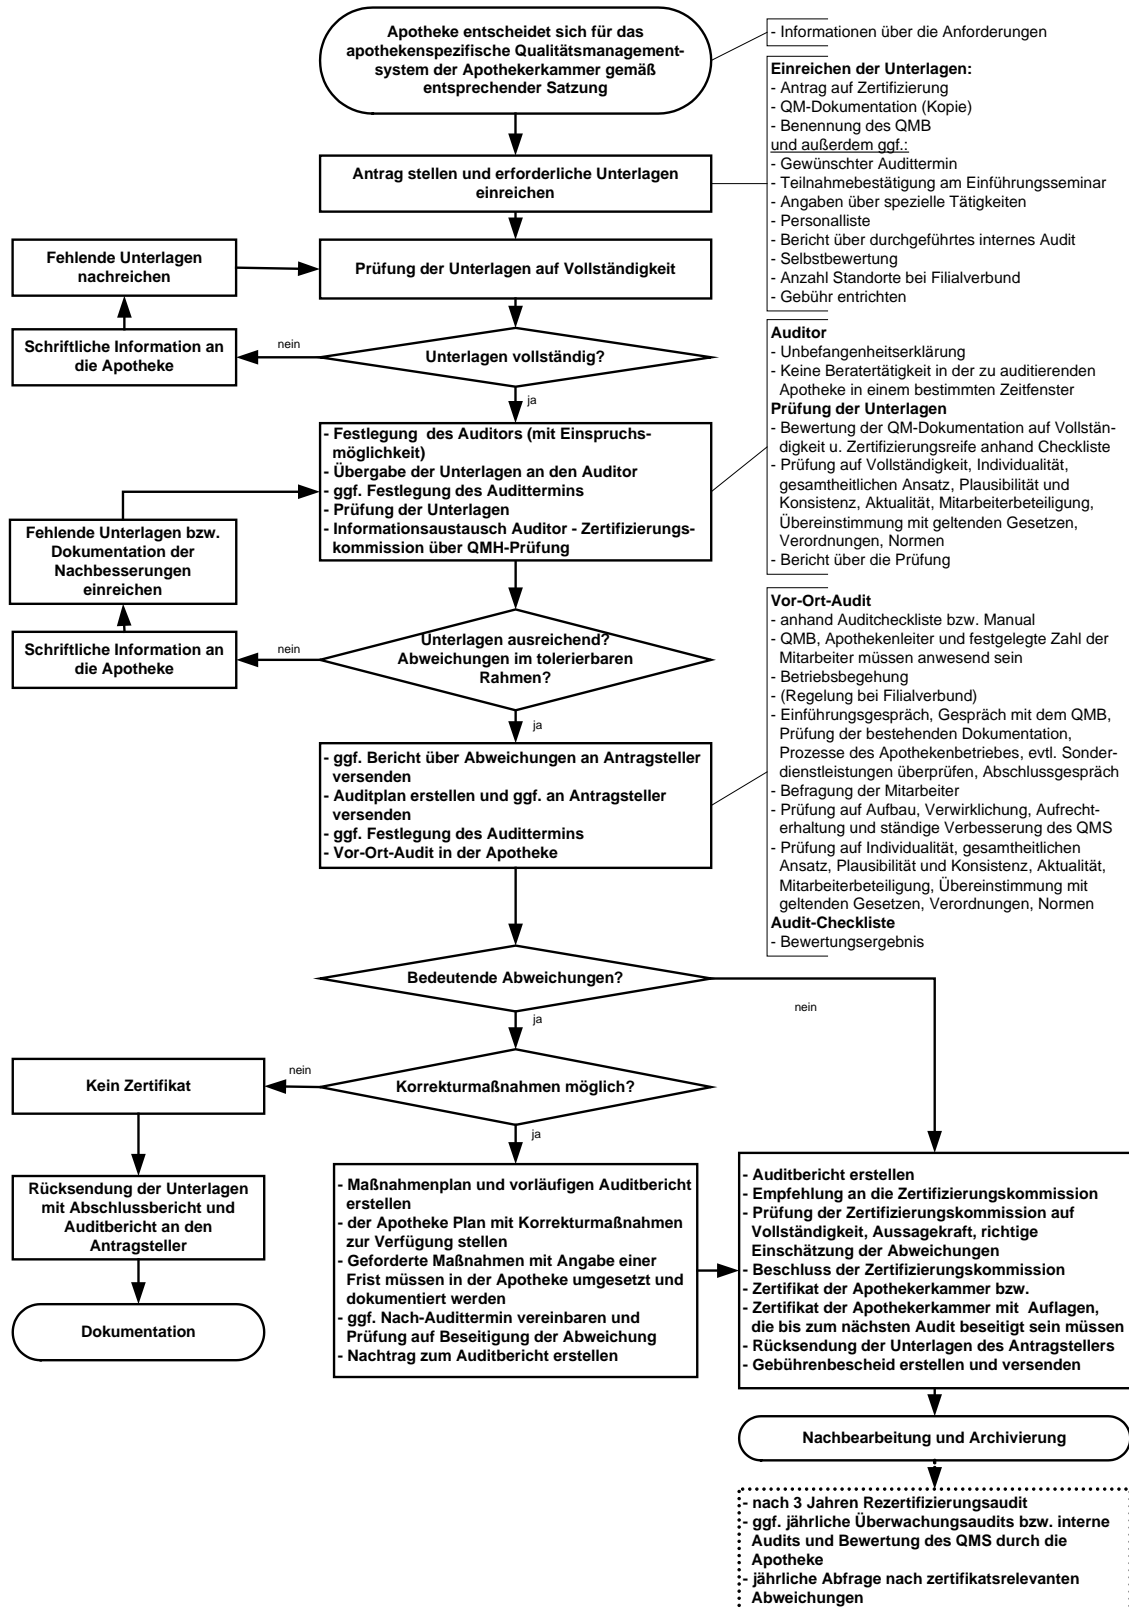 Apotheke entscheidet sich für das
apothekenspezifische Qualitätsmanagement-
system der Apothekerkammer gemäß
entsprechender Satzung
- Informationen über die Anforderungen
Einreichen der Unterlagen:
- Antrag auf Zertifizierung
- QM-Dokumentation (Kopie)
- Benennung des QMB
und außerdem ggf.:
- Gewünschter Audittermin
- Teilnahmebestätigung am Einführungsseminar
- Angaben über spezielle Tätigkeiten
- Personalliste
- Bericht über durchgeführtes internes Audit
- Selbstbewertung
- Anzahl Standorte bei Filialverbund
- Gebühr entrichten
Antrag stellen und erforderliche Unterlagen
einreichen
Fehlende Unterlagen
nachreichen
Prüfung der Unterlagen auf Vollständigkeit
Schriftliche Information an
die Apotheke
nein
Unterlagen vollständig?
ja
Auditor
- Unbefangenheitserklärung
- Keine Beratertätigkeit in der zu auditierenden
Apotheke in einem bestimmten Zeitfenster
Prüfung der Unterlagen
- Bewertung der QM-Dokumentation auf Vollstän-
digkeit u. Zertifizierungsreife anhand Checkliste
- Prüfung auf Vollständigkeit, Individualität,
gesamtheitlichen Ansatz, Plausibilität und
Konsistenz, Aktualität, Mitarbeiterbeteiligung,
Übereinstimmung mit geltenden Gesetzen,
Verordnungen, Normen
- Bericht über die Prüfung
- Festlegung des Auditors (mit Einspruchs-
möglichkeit)
- Übergabe der Unterlagen an den Auditor
- ggf. Festlegung des Audittermins
- Prüfung der Unterlagen
- Informationsaustausch Auditor - Zertifizierungs-
kommission über QMH-Prüfung
Fehlende Unterlagen bzw.
Dokumentation der
Nachbesserungen
einreichen
Schriftliche Information an
die Apotheke
nein
Unterlagen ausreichend?
Abweichungen im tolerierbaren
Rahmen?
ja
Vor-Ort-Audit
- anhand Auditcheckliste bzw. Manual
- QMB, Apothekenleiter und festgelegte Zahl der
Mitarbeiter müssen anwesend sein
- Betriebsbegehung
- (Regelung bei Filialverbund)
- Einführungsgespräch, Gespräch mit dem QMB,
Prüfung der bestehenden Dokumentation,
Prozesse des Apothekenbetriebes, evtl. Sonder-
dienstleistungen überprüfen, Abschlussgespräch
- Befragung der Mitarbeiter
- Prüfung auf Aufbau, Verwirklichung, Aufrecht-
erhaltung und ständige Verbesserung des QMS
- Prüfung auf Individualität, gesamtheitlichen
Ansatz, Plausibilität und Konsistenz, Aktualität,
Mitarbeiterbeteiligung, Übereinstimmung mit
geltenden Gesetzen, Verordnungen, Normen
Audit-Checkliste
- Bewertungsergebnis
- ggf. Bericht über Abweichungen an Antragsteller
versenden
- Auditplan erstellen und ggf. an Antragsteller
versenden
- ggf. Festlegung des Audittermins
- Vor-Ort-Audit in der Apotheke
Bedeutende Abweichungen?
nein
ja
Kein Zertifikat
nein
Korrekturmaßnahmen möglich?
ja
Rücksendung der Unterlagen
mit Abschlussbericht und
Auditbericht an den
Antragsteller
Dokumentation
- Maßnahmenplan und vorläufigen Auditbericht
erstellen
- der Apotheke Plan mit Korrekturmaßnahmen
zur Verfügung stellen
- Geforderte Maßnahmen mit Angabe einer
Frist müssen in der Apotheke umgesetzt und
dokumentiert werden
- ggf. Nach-Audittermin vereinbaren und
Prüfung auf Beseitigung der Abweichung
- Nachtrag zum Auditbericht erstellen
- Auditbericht erstellen
- Empfehlung an die Zertifizierungskommission
- Prüfung der Zertifizierungskommission auf
Vollständigkeit, Aussagekraft, richtige
Einschätzung der Abweichungen
- Beschluss der Zertifizierungskommission
- Zertifikat der Apothekerkammer bzw.
- Zertifikat der Apothekerkammer mit Auflagen,
die bis zum nächsten Audit beseitigt sein müssen
- Rücksendung der Unterlagen des Antragstellers
- Gebührenbescheid erstellen und versenden
Nachbearbeitung und Archivierung
- nach 3 Jahren Rezertifizierungsaudit
- ggf. jährliche Überwachungsaudits bzw. interne
Audits und Bewertung des QMS durch die
Apotheke
- jährliche Abfrage nach zertifikatsrelevanten
Abweichungen